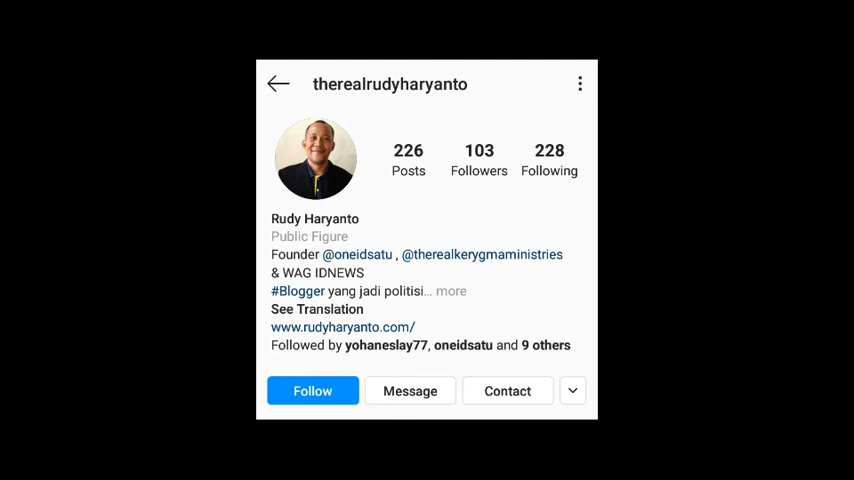 therealrudyharyanto
226 103 228
Posts Followers Following
Rudy Haryanto
Public Figure
Founder @oneidsatu , @therealkerygmaministries
& WAG IDNEWS
#Blogger yang jadi politisi... more
See Translation
www.rudyharyanto.com/
Followed by yohaneslay77, oneidsatu and 9 others
Follow Message Contact